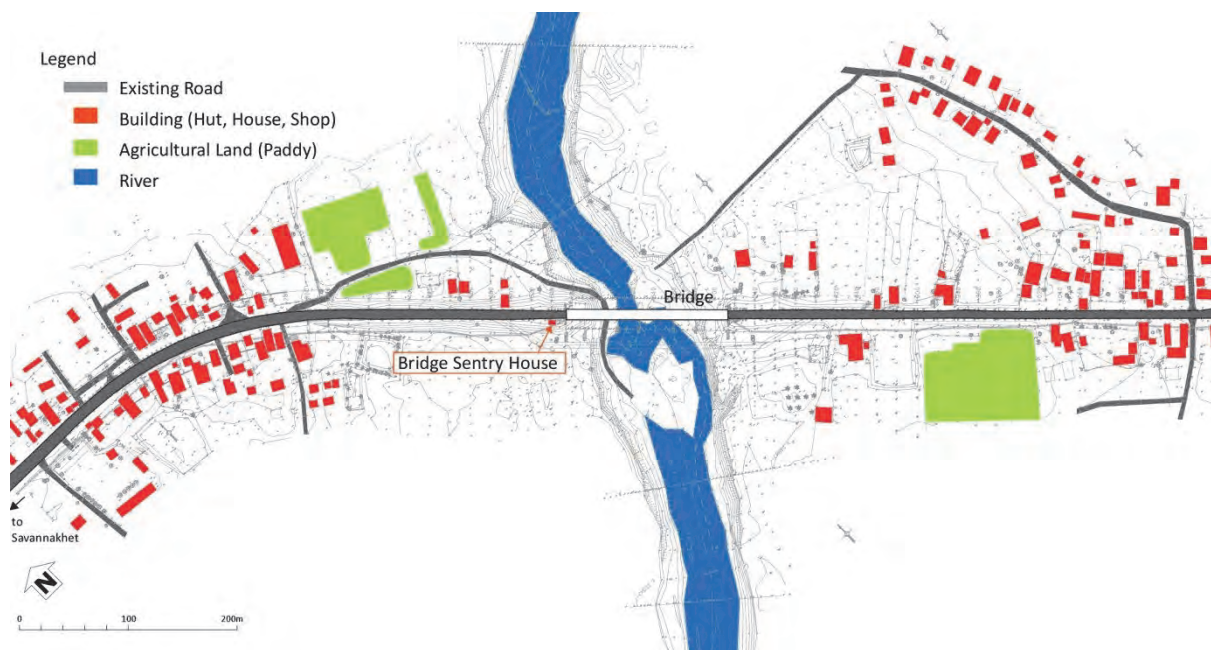 Legend
Existing Road
Building (Hut, House, Shop)
Agricultural Land (Paddy)
River
Bridge
Bridge Sentry House
to
Savannakhet
N
0 100 200m